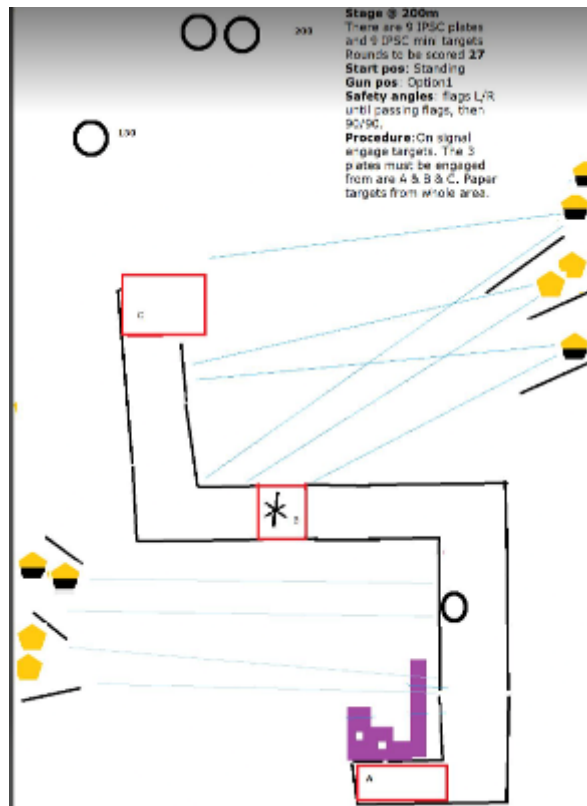 Stage @ 200m
There are 9 IPSC plates
and 9 IPSC mini targets
Rounds to be scored 27
Start pos: Standing
Gun pos: Option1
Safety angles: flags L/R
until passing flags, then
90/90.
Procedure:On signal
engage targets. The 3
plates must be engaged
from are A & B & C. Paper
targets from whole area.
200
C
A